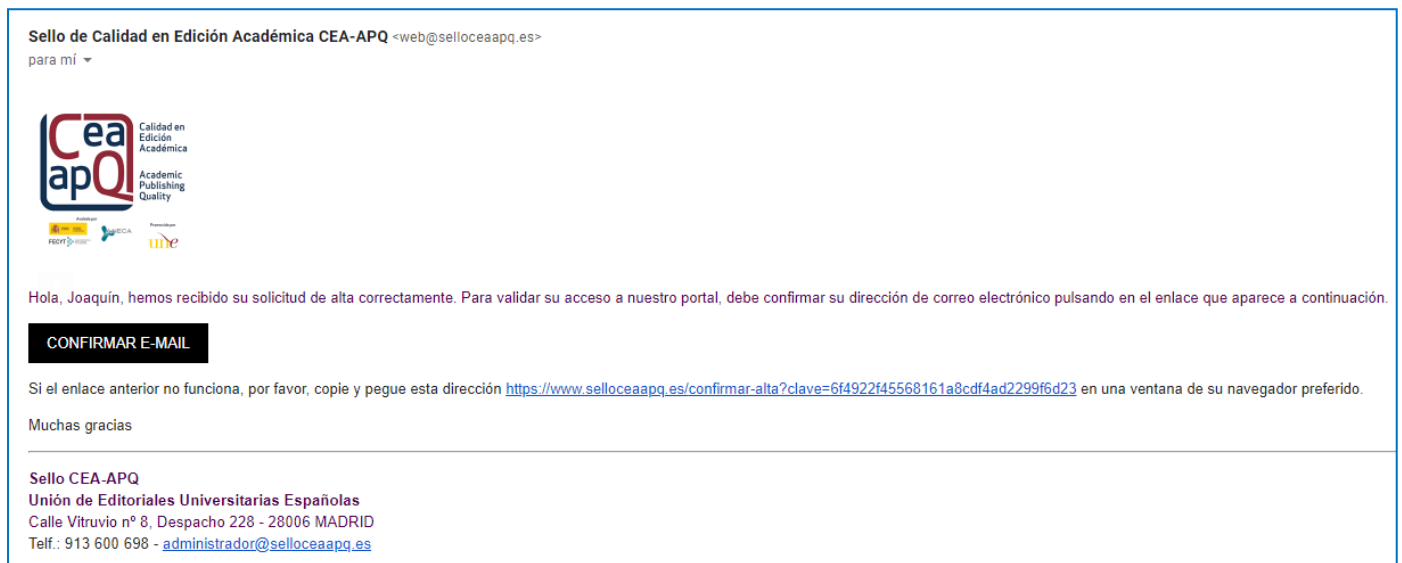 Sello de Calidad en Edición Académica CEA-APQ <web@selloceaapq.es>
para mí
Cea
apQ
Calidad en
Edición
Académica
Academic
Publishing
Quality
Promovido por
FECYT
une
Hola, Joaquín, hemos recibido su solicitud de alta correctamente. Para validar su acceso a nuestro portal, debe confirmar su dirección de correo electrónico pulsando en el enlace que aparece a continuación.
CONFIRMAR E-MAIL
Si el enlace anterior no funciona, por favor, copie y pegue esta dirección https://www.selloceaapq.es/confirmar-alta?clave=6f4922f45568161a8cdf4ad2299f6d23 en una ventana de su navegador preferido.
Muchas gracias
Sello CEA-APQ
Unión de Editoriales Universitarias Españolas
Calle Vitruvio nº 8, Despacho 228 - 28006 MADRID
Telf.: 913 600 698 - administrador@selloceaapq.es